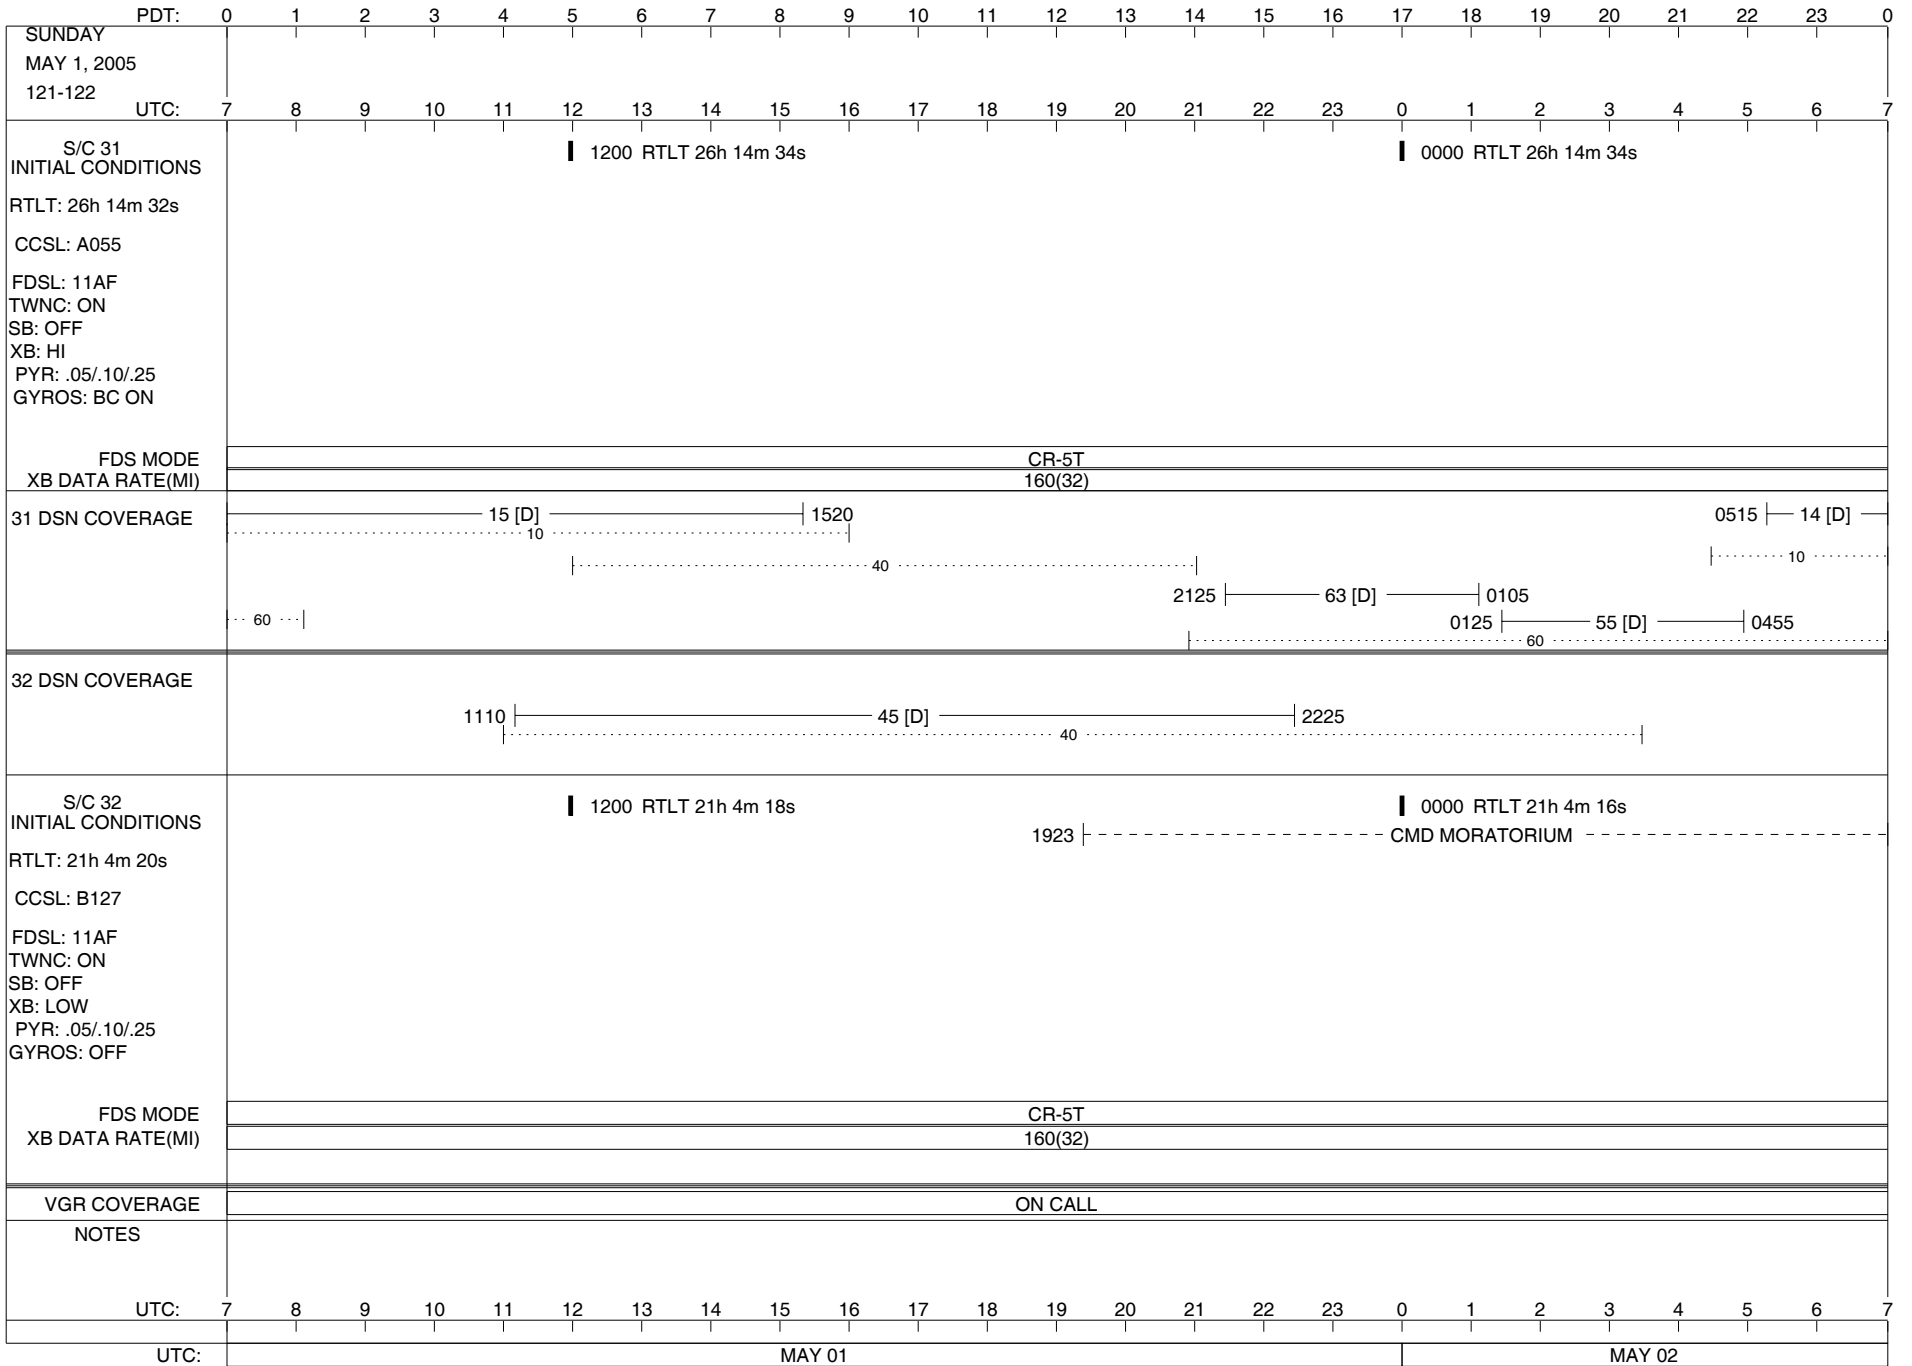 PDT: 0 1 2 3 4 5 6 7 8 9 10 11 12 13 14 15 16 17 18 19 20 21 22 23 0
SUNDAY
MAY 1, 2005
121-122
UTC: 7 8 9 10 11 12 13 14 15 16 17 18 19 20 21 22 23 0 1 2 3 4 5 6 7
S/C 31
INITIAL CONDITIONS
1200 RTLT 26h 14m 34s
0000 RTLT 26h 14m 34s
RTLT: 26h 14m 32s
CCSL: A055
FDSL: 11AF
TWNC: ON
SB: OFF
XB: HI
PYR: .05/.10/.25
GYROS: BC ON
FDS MODE CR-5T
XB DATA RATE(MI) 160(32)
31 DSN COVERAGE 15 [D] 1520 0515 14 [D]
10
10
40
2125 63 [D] 0105
60 0125 55 [D] 0455
60
32 DSN COVERAGE
1110 45 [D] 2225
40
S/C 32
INITIAL CONDITIONS
1200 RTLT 21h 4m 18s
0000 RTLT 21h 4m 16s
1923 CMD MORATORIUM
RTLT: 21h 4m 20s
CCSL: B127
FDSL: 11AF
TWNC: ON
SB: OFF
XB: LOW
PYR: .05/.10/.25
GYROS: OFF
FDS MODE CR-5T
XB DATA RATE(MI) 160(32)
VGR COVERAGE ON CALL
NOTES
UTC: 7 8 9 10 11 12 13 14 15 16 17 18 19 20 21 22 23 0 1 2 3 4 5 6 7
UTC: MAY 01 MAY 02